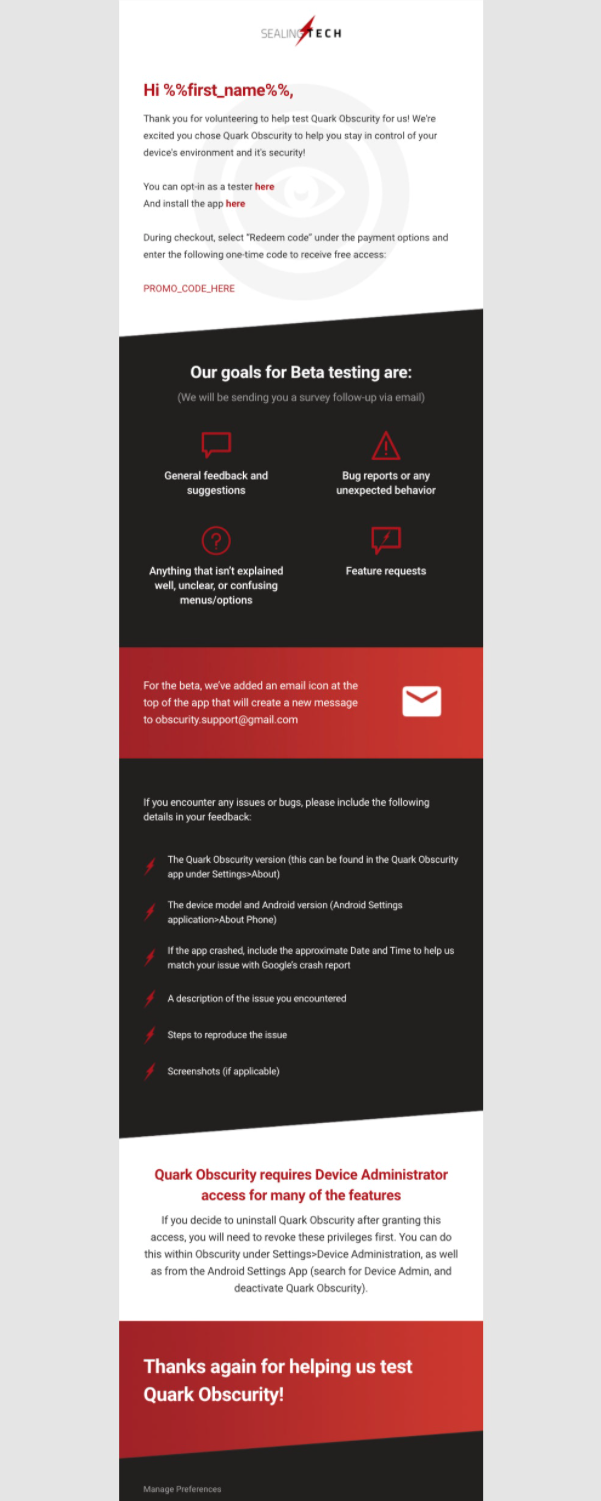 SEALINGTECH
Hi %%first_name%%,
Thank you for volunteering to help test Quark Obscurity for us! We're
excited you chose Quark Obscurity to help you stay in control of your
device's environment and it's security!
You can opt-in as a tester here
And install the app here
During checkout, select "Redeem code" under the payment options and
enter the following one-time code to receive free access:
PROMO_CODE_HERE
Our goals for Beta testing are:
(We will be sending you a survey follow-up via email)
General feedback and
suggestions
Bug reports or any
unexpected behavior
Anything that isn't explained
well, unclear, or confusing
menus/options
Feature requests
For the beta, we've added an email icon at the
top of the app that will create a new message
to obscurity.support@gmail.com
If you encounter any issues or bugs, please include the following
details in your feedback:
The Quark Obscurity version (this can be found in the Quark Obscurity
app under Settings>About)
The device model and Android version (Android Settings
application>About Phone)
If the app crashed, include the approximate Date and Time to help us
match your issue with Google's crash report
A description of the issue you encountered
Steps to reproduce the issue
Screenshots (if applicable)
Quark Obscurity requires Device Administrator
access for many of the features
If you decide to uninstall Quark Obscurity after granting this
access, you will need to revoke these privileges first. You can do
this within Obscurity under Settings>Device Administration, as well
as from the Android Settings App (search for Device Admin, and
deactivate Quark Obscurity).
Thanks again for helping us test
Quark Obscurity!
Manage Preferences